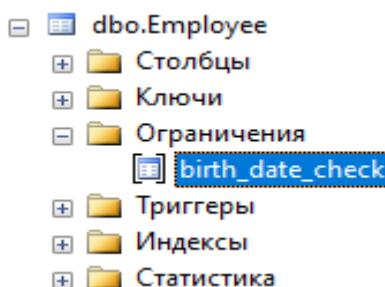 dbo.Employee
Столбцы
Ключи
Ограничения
birth_date_check
Триггеры
Индексы
Статистика